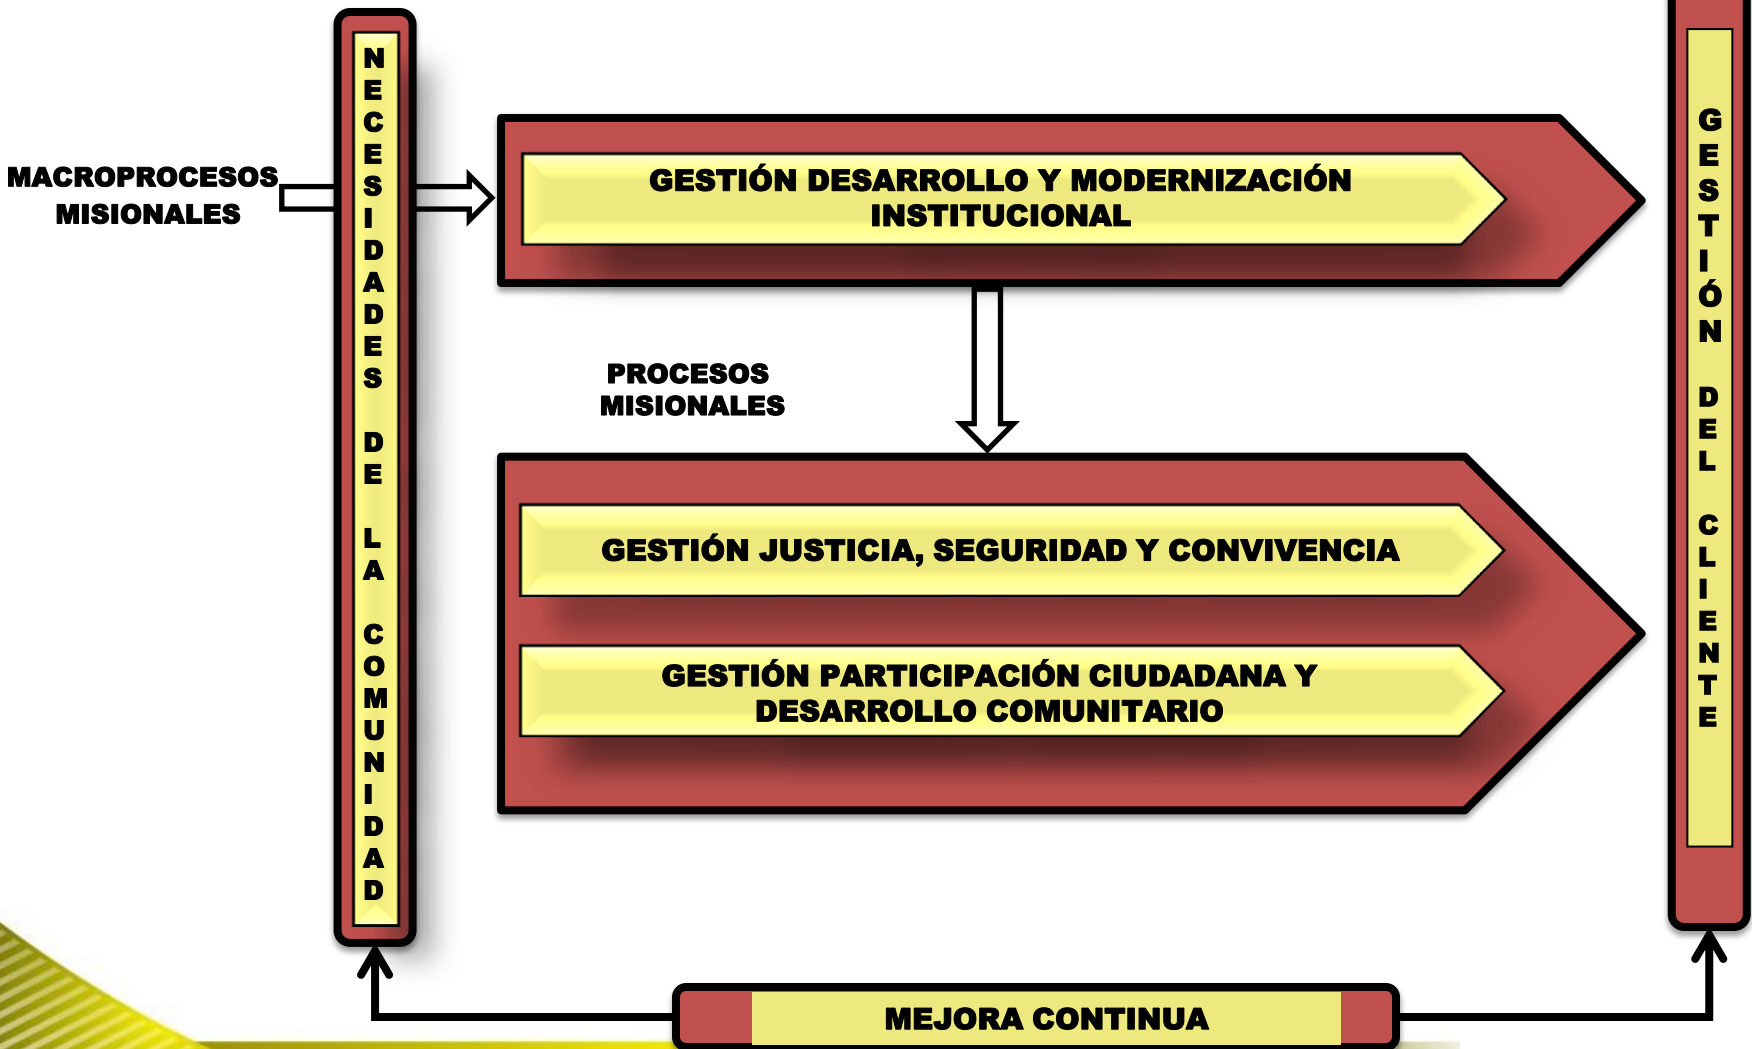 MACROPROCESOS
MISIONALES
NECESIDADES DE LA COMUNIDAD
GESTIÓN DESARROLLO Y MODERNIZACIÓN
INSTITUCIONAL
PROCESOS
MISIONALES
GESTIÓN JUSTICIA, SEGURIDAD Y CONVIVENCIA
GESTIÓN PARTICIPACIÓN CIUDADANA Y
DESARROLLO COMUNITARIO
GESTIÓN DEL CLIENTE
MEJORA CONTINUA